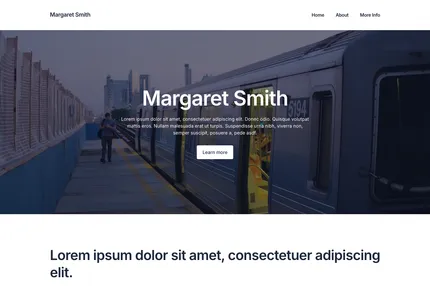 Margaret Smith
Home
About
More Info
Margaret Smith
Lorem ipsum dolor sit amet, consectetuer adipiscing elit. Donec odio. Quisque volutpat
mattis eros. Nullam malesuada erat ut turpis. Suspendisse urna nibh, viverra non,
semper suscipit, posuere a, pede asdf.
5194
Learn more
Lorem ipsum dolor sit amet, consectetuer adipiscing
elit.